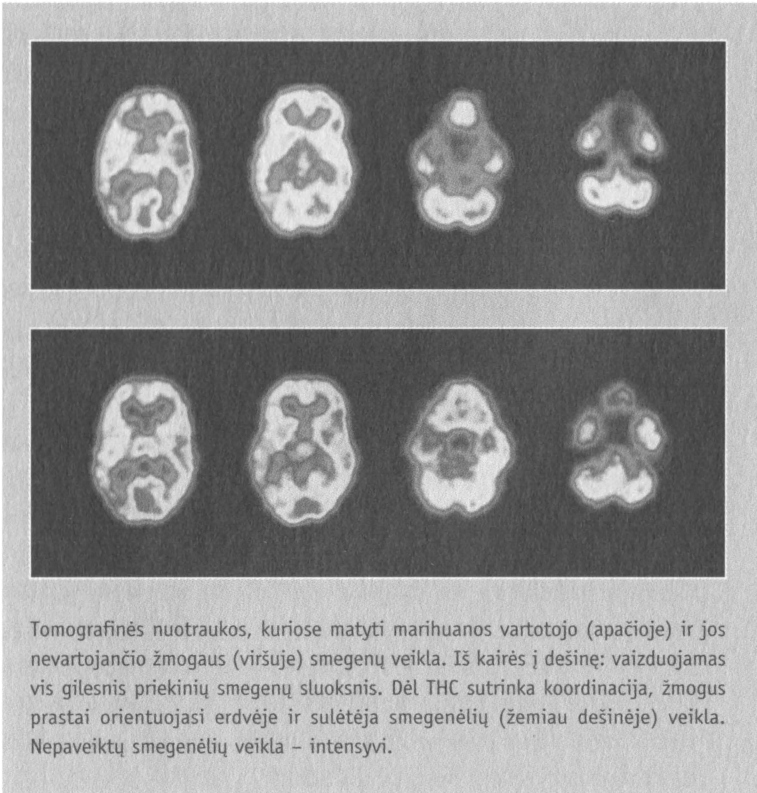 Tomografinės nuotraukos, kuriose matyti marihuanos vartotojo (apačioje) ir jos
nevartojančio žmogaus (viršuje) smegenų veikla. Iš kairės į dešinę: vaizduojamas
vis gilesnis priekinių smegenų sluoksnis. Dėl THC sutrinka koordinacija, žmogus
prastai orientuojasi erdvėje ir sulėtėja smegenėlių (žemiau dešinėje) veikla.
Nepaveiktų smegenėlių veikla – intensyvi.